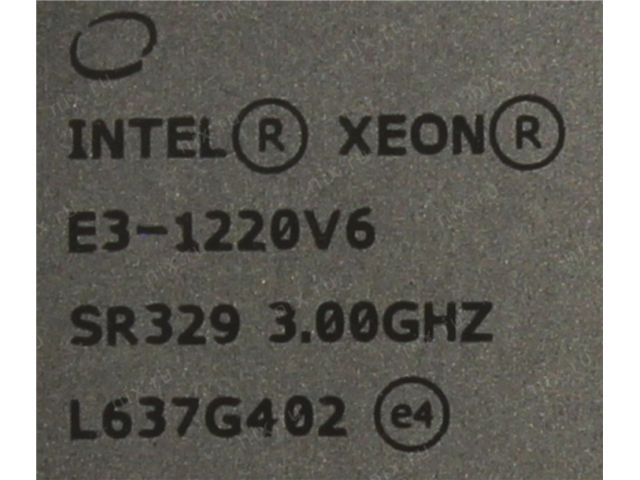 INTEL® XEON®
E3-1220V6
SR329 3.00GHZ
L637G402 e4